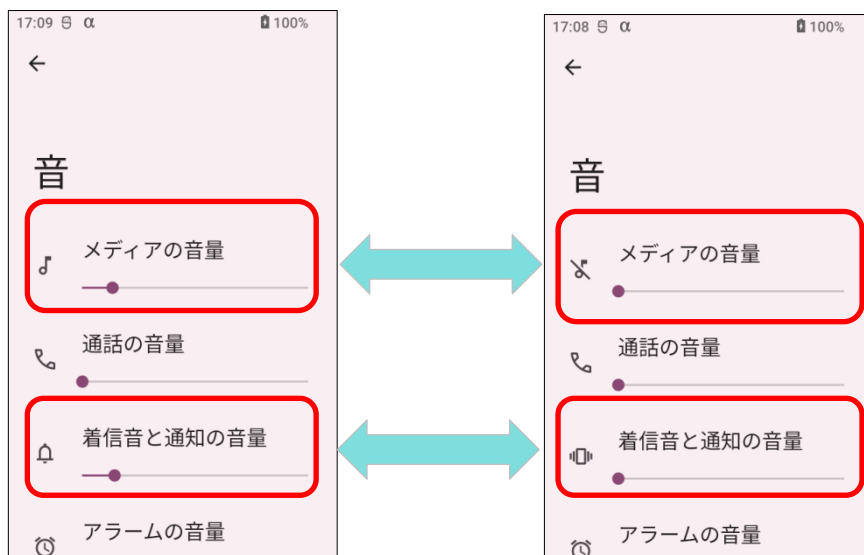 17:09 α 100%
音
メディアの音量
通話の音量
着信音と通知の音量
アラームの音量
17:08 α 100%
音
メディアの音量
通話の音量
着信音と通知の音量
アラームの音量